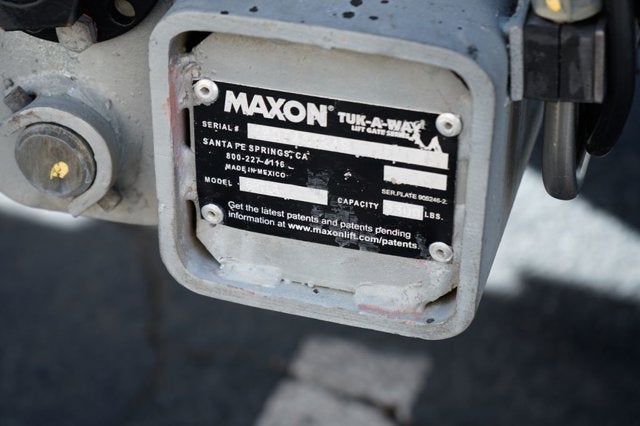 MAXON® TUK-A-WAY
LIFT GATE SERIES
SERIAL #
SANTA FE SPRINGS, CA
800-227-4116
MADE IN MEXICO
SER.PLATE 905246-2
MODEL
CAPACITY LBS.
Get the latest patents and patents pending
information at www.maxonlift.com/patents.